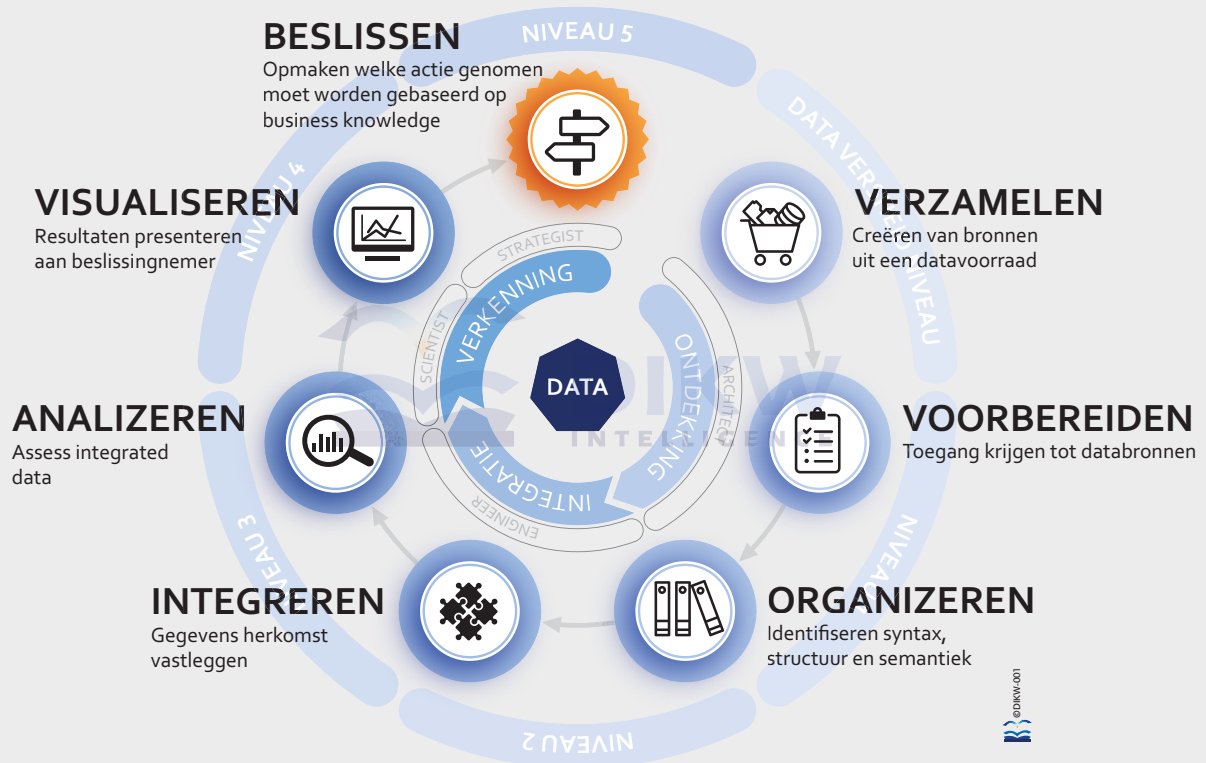 NIVEAU 5
BESLISSEN
Opmaken welke actie genomen
moet worden gebaseerd op
business knowledge
NIVEAU 4
VISUALISEREN
Resultaten presenteren
aan beslissingnemer
VERZAMELEN
Creëren van bronnen
uit een datavoorraad
STRATEGIST
VERKENNING
SCIENTIST
DATA
ONTDEKKING
ARCHITECT
DIKW
INTELLIGENCE
ANALIZEREN
Assess integrated
data
VOORBEREIDEN
Toegang krijgen tot databronnen
INTEGRATIE
ENGINEER
NIVEAU 3
NIVEAU
INTEGREREN
Gegevens herkomst
vastleggen
ORGANIZEREN
Identifiseren syntax,
structuur en semantiek
NIVEAU 2
©DIKW-001